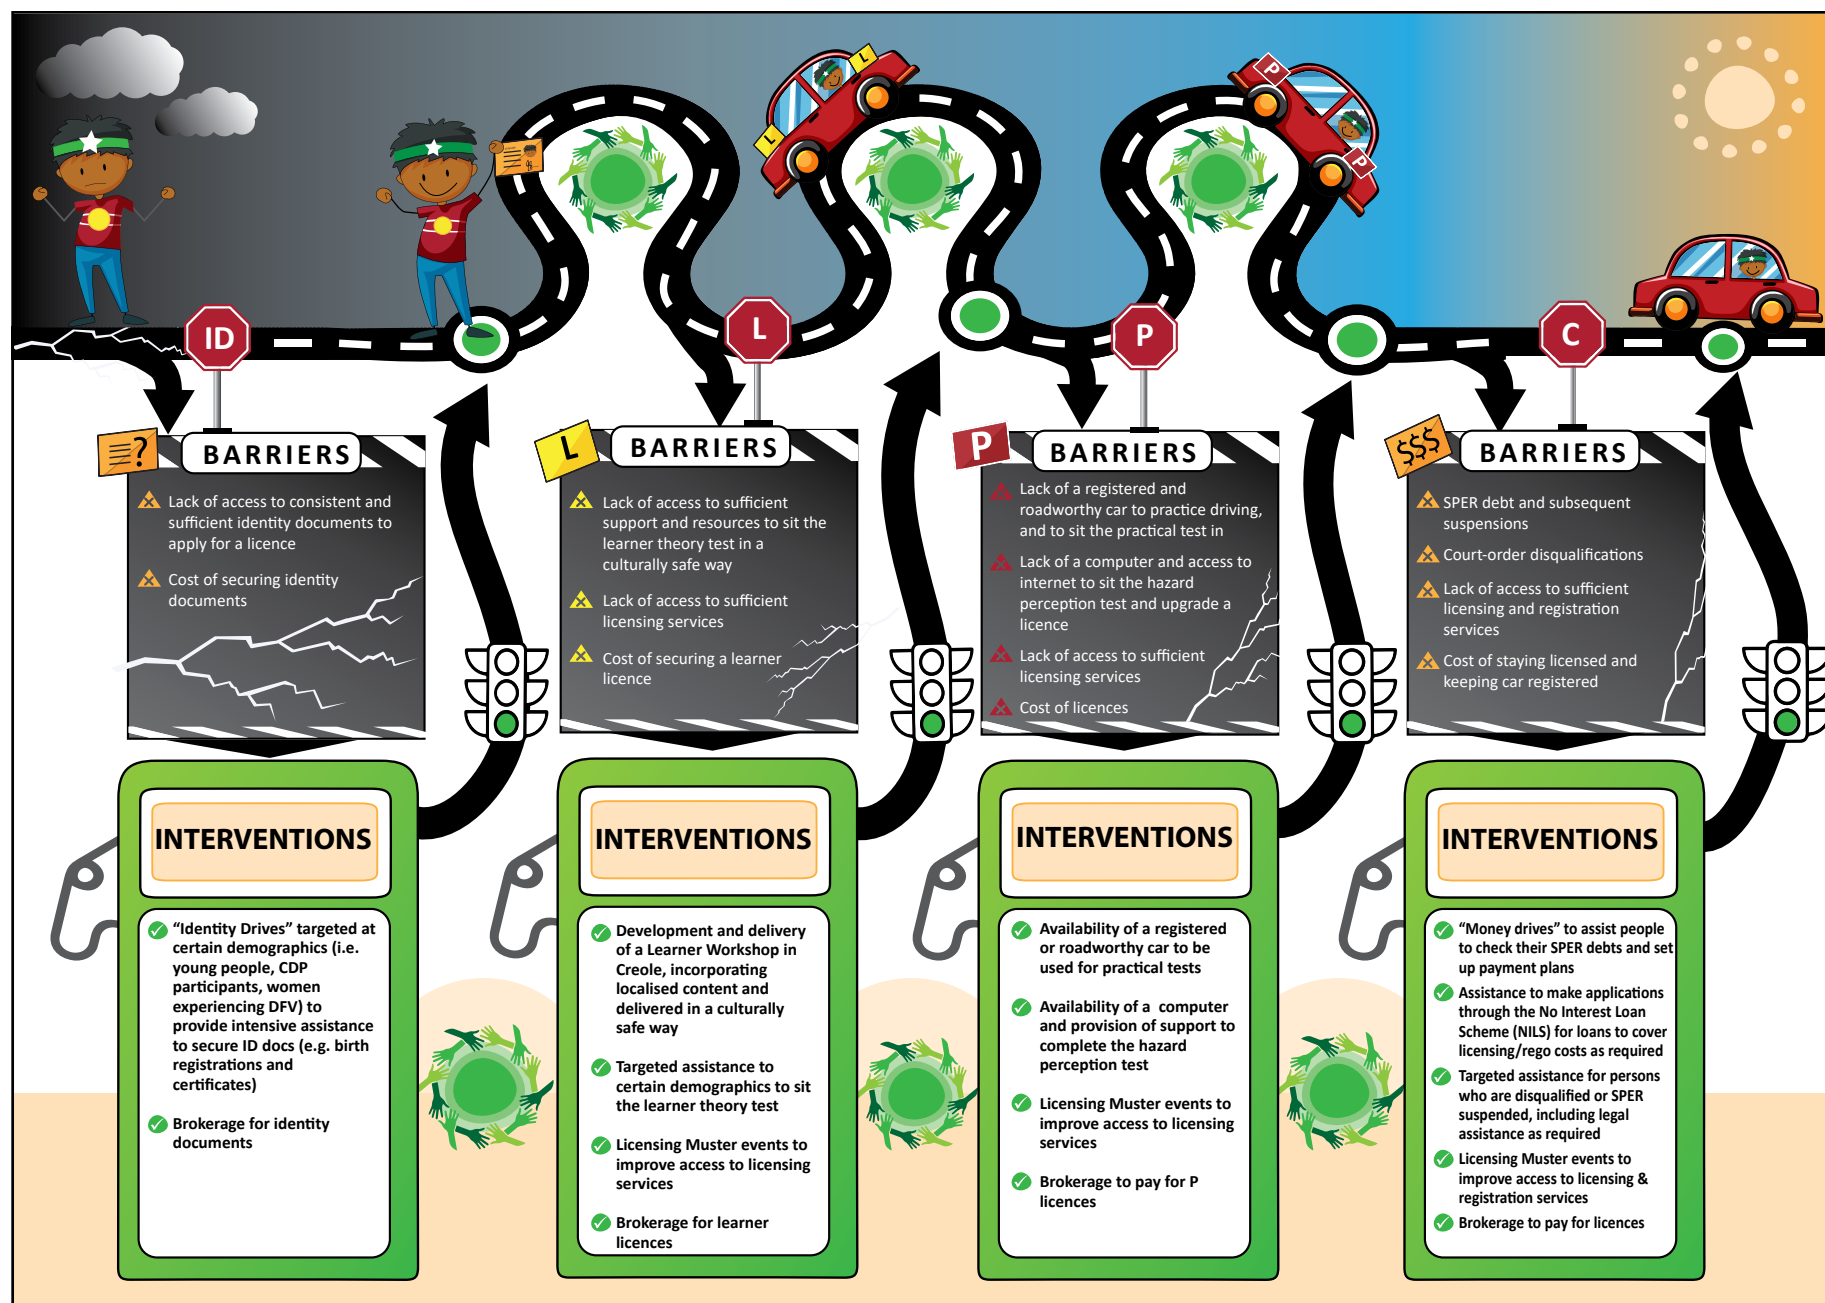 L
L
P
P
ID
L
P
C
?
BARRIERS
Lack of access to consistent and
sufficient identity documents to
apply for a licence
Cost of securing identity
documents
L
BARRIERS
Lack of access to sufficient
support and resources to sit the
learner theory test in a
culturally safe way
Lack of access to sufficient
licensing services
Cost of securing a learner
licence
P
BARRIERS
Lack of a registered and
roadworthy car to practice driving,
and to sit the practical test in
Lack of a computer and access to
internet to sit the hazard
perception test and upgrade a
licence
Lack of access to sufficient
licensing services
Cost of licences
$$$
BARRIERS
SPER debt and subsequent
suspensions
Court-order disqualifications
Lack of access to sufficient
licensing and registration
services
Cost of staying licensed and
keeping car registered
INTERVENTIONS
“Identity Drives” targeted at
certain demographics (i.e.
young people, CDP
participants, women
experiencing DFV) to
provide intensive assistance
to secure ID docs (e.g. birth
registrations and
certificates)
Brokerage for identity
documents
INTERVENTIONS
Development and delivery
of a Learner Workshop in
Creole, incorporating
localised content and
delivered in a culturally
safe way
Targeted assistance to
certain demographics to sit
the learner theory test
Licensing Muster events to
improve access to licensing
services
Brokerage for learner
licences
INTERVENTIONS
Availability of a registered
or roadworthy car to be
used for practical tests
Availability of a computer
and provision of support to
complete the hazard
perception test
Licensing Muster events to
improve access to licensing
services
Brokerage to pay for P
licences
INTERVENTIONS
“Money drives” to assist people
to check their SPER debts and set
up payment plans
Assistance to make applications
through the No Interest Loan
Scheme (NILS) for loans to cover
licensing/rego costs as required
Targeted assistance for persons
who are disqualified or SPER
suspended, including legal
assistance as required
Licensing Muster events to
improve access to licensing &
registration services
Brokerage to pay for licences